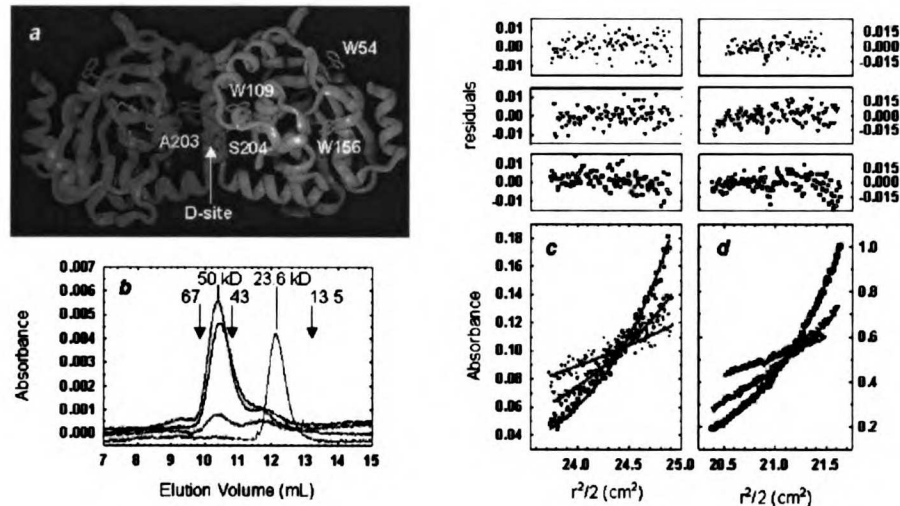 a
W54
W109
A203
S204
W156
D-site
b
50 kD
23.6 kD
67
43
13.5
0.007
0.006
0.005
0.004
0.003
0.002
0.001
0.000
Absorbance
7 8 9 10 11 12 13 14 15
Elution Volume (mL)
residuals
0.01
0.00
-0.01
0.015
0.000
-0.015
0.01
0.00
-0.01
0.015
0.000
-0.015
0.01
0.00
-0.01
0.015
0.000
-0.015
c
d
0.18
0.16
0.14
0.12
0.10
0.08
0.06
0.04
Absorbance
1.0
0.8
0.6
0.4
0.2
24.0 24.5 25.0
20.5 21.0 21.5
r²/2 (cm²)
r²/2 (cm²)